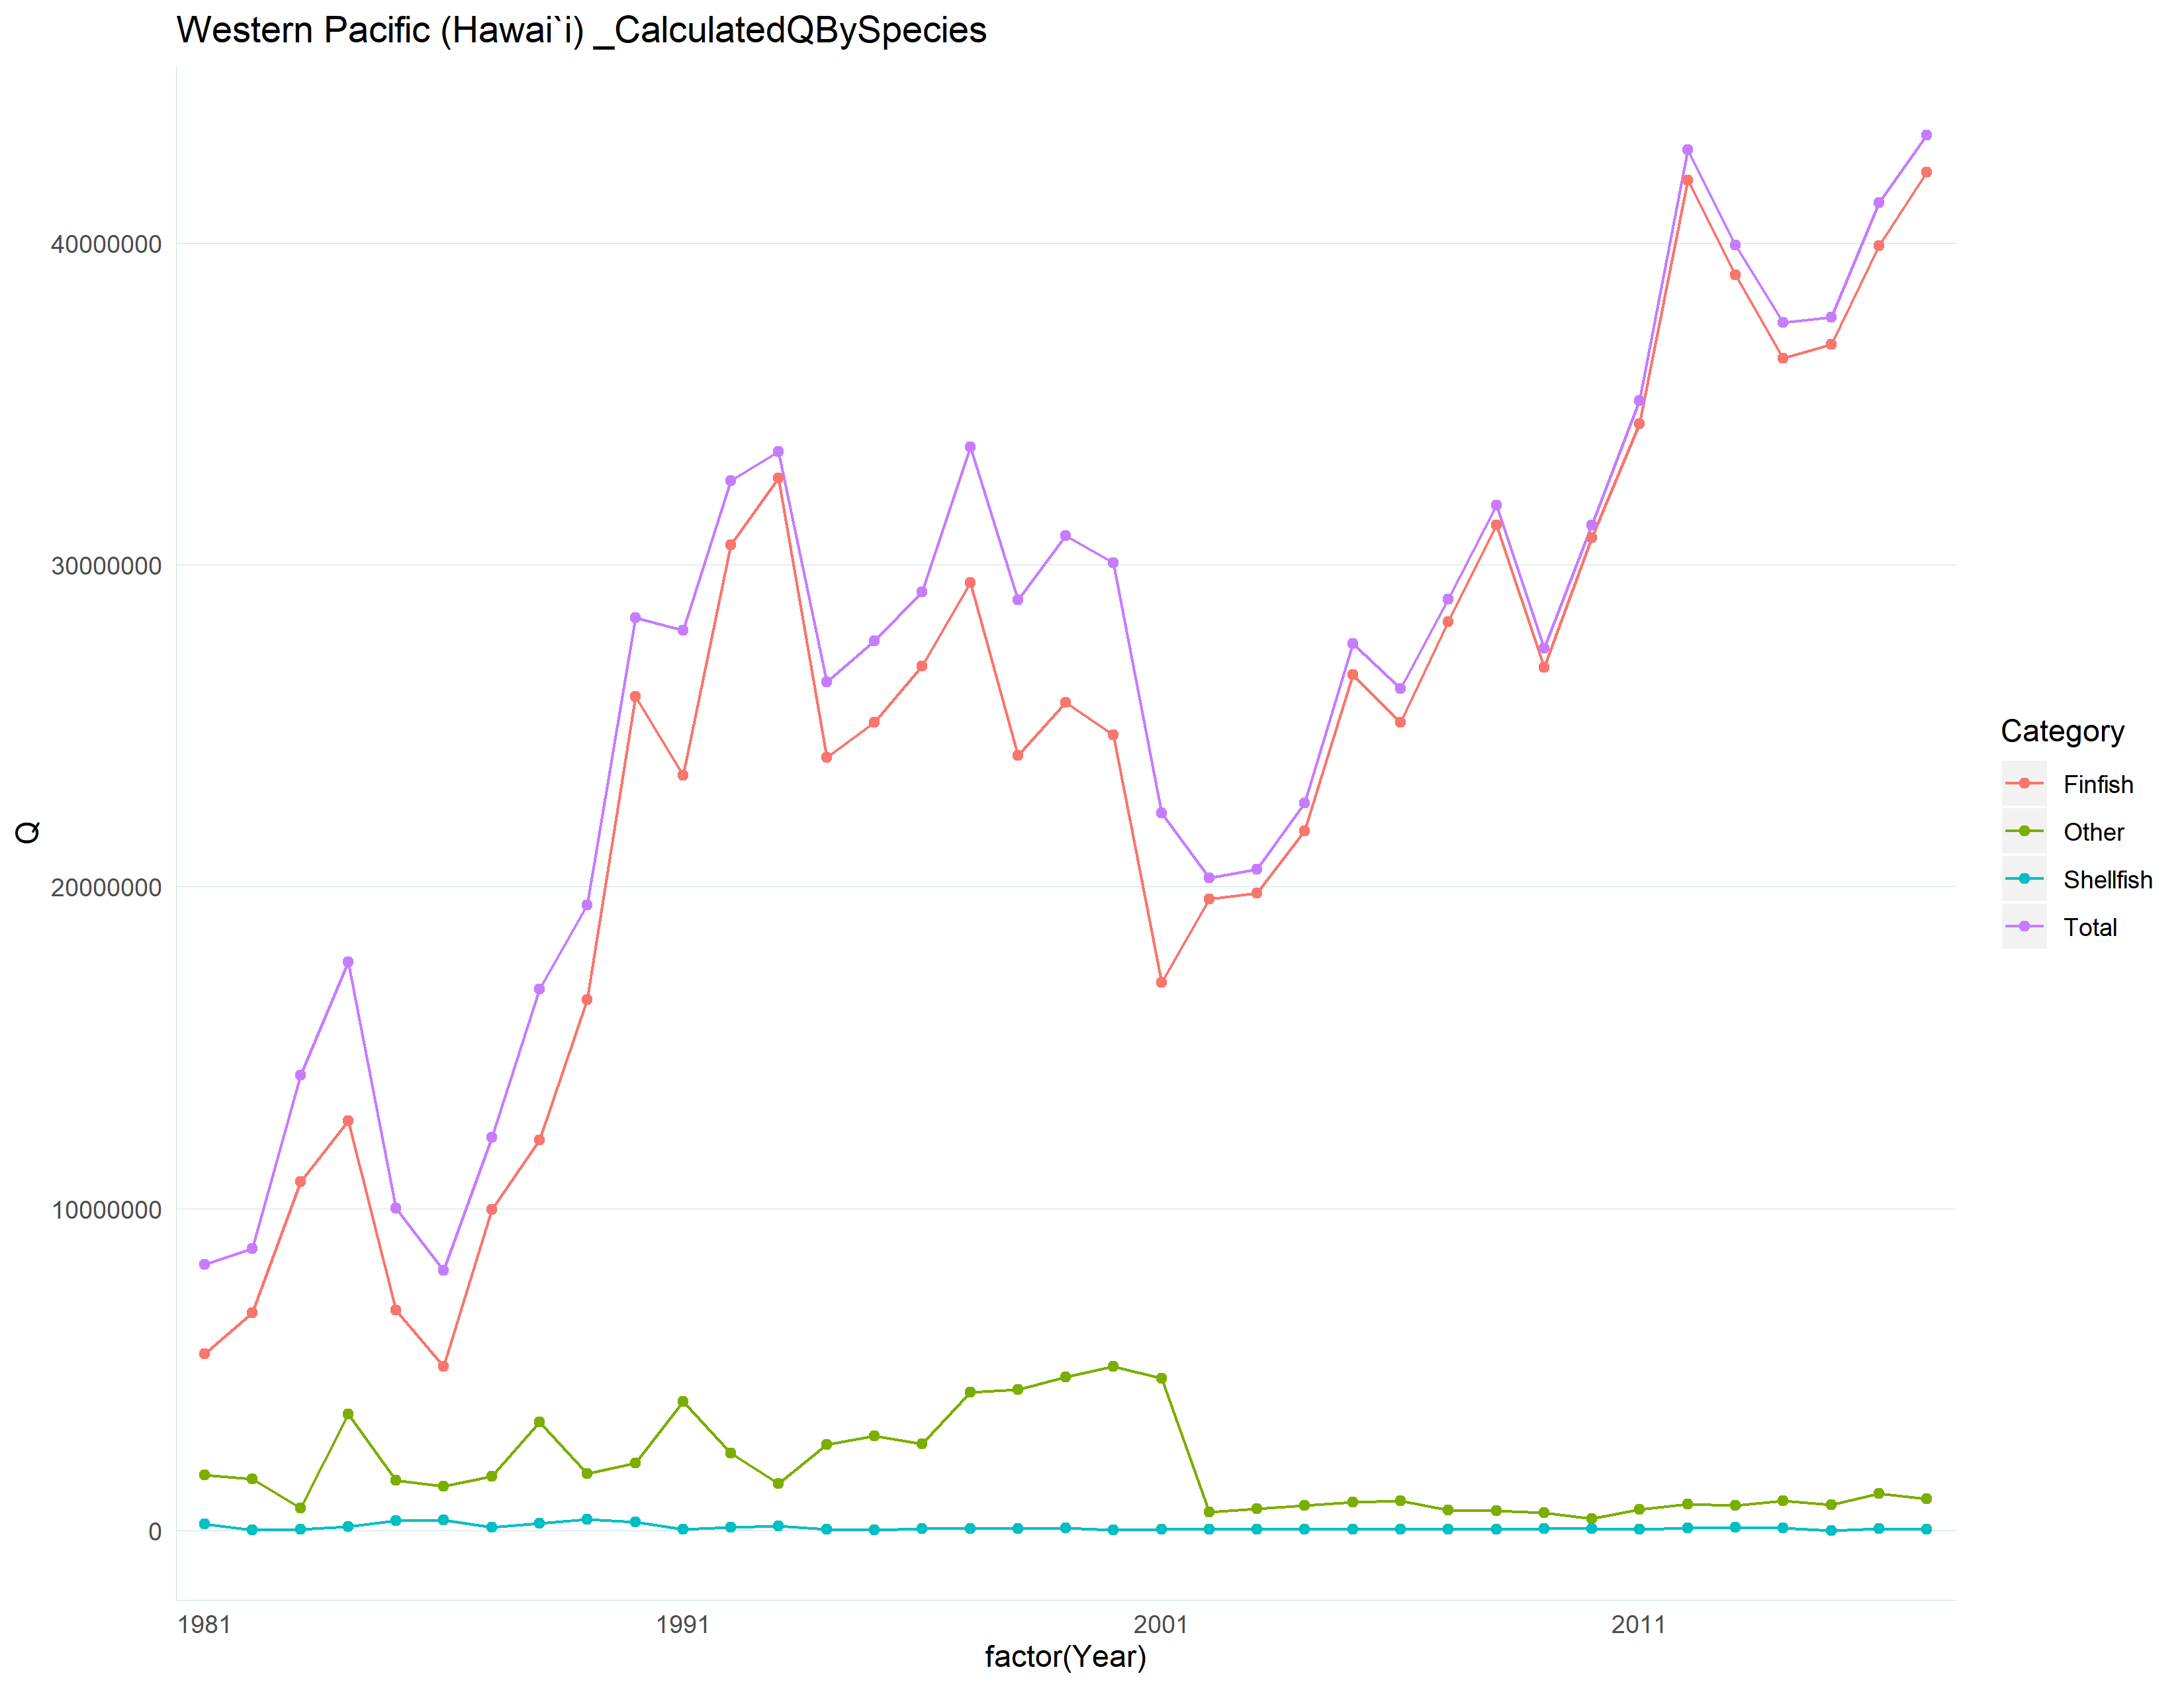 Western Pacific (Hawai`i) _CalculatedQBySpecies
40000000
30000000
20000000
10000000
0
Q
1981 1991 2001 2011
factor(Year)
Category
Finfish
Other
Shellfish
Total